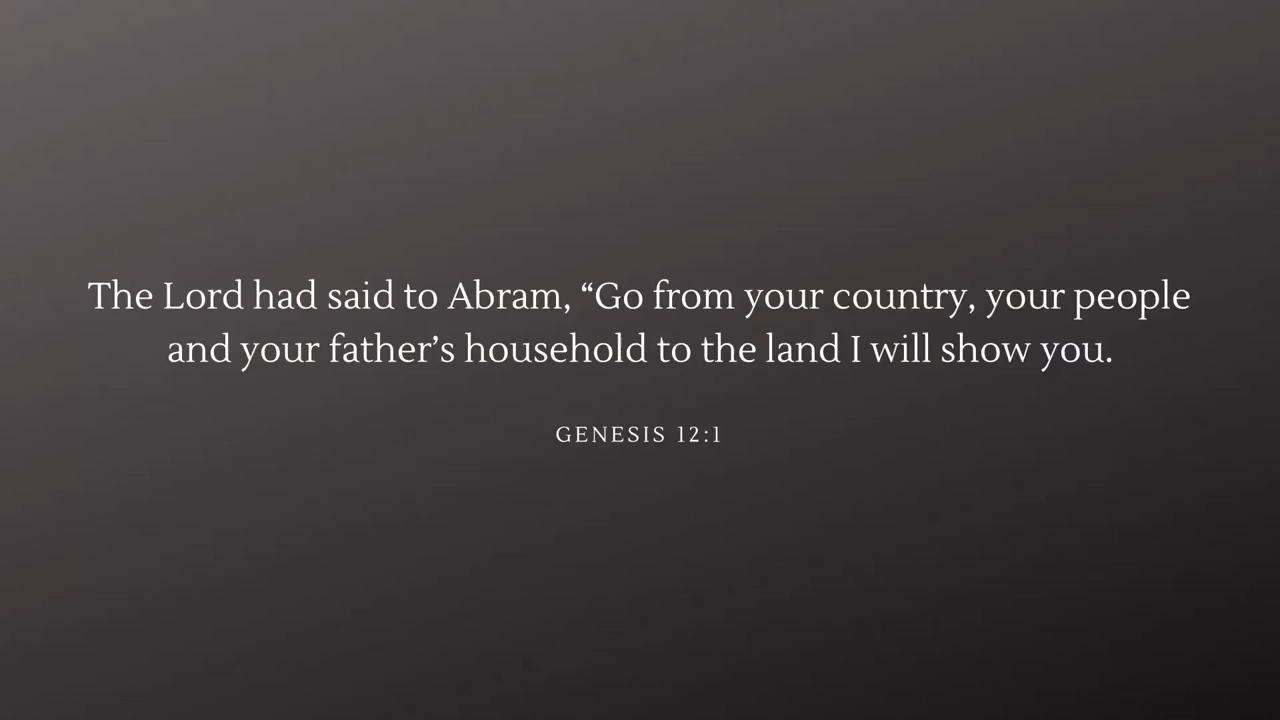 The Lord had said to Abram, “Go from your country, your people
and your father’s household to the land I will show you.
GENESIS 12:1